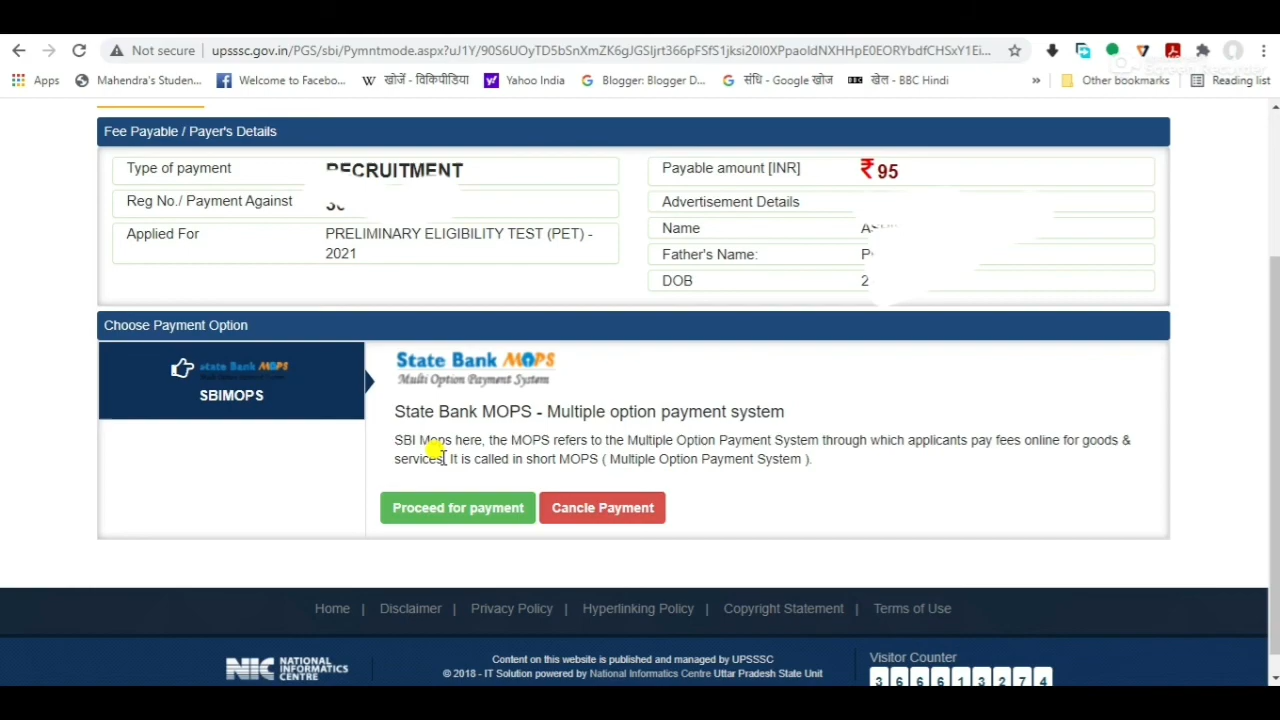 Not secure | upsssc.gov.in/PGS/sbi/Pymntmode.aspx?uJ1Y/90S6UOyTD5bSnXmZK6gJGSljrt366pFSfS1jksi20I0XPpaoldNXHHpE0EORYbdfCHSxY1Ei...
Apps Mahendra's Studen... Welcome to Facebo... खोजें - विकिपीडिया Yahoo India Blogger: Blogger D... संधि - Google खोज खेल - BBC Hindi » Other bookmarks Reading list
Fee Payable / Payer's Details
Type of payment RECRUITMENT
Payable amount [INR] ₹ 95
Reg No./ Payment Against
Advertisement Details
Applied For PRELIMINARY ELIGIBILITY TEST (PET) -
2021
Name
Father's Name:
DOB 2
Choose Payment Option
State Bank MOPS
SBIMOPS
State Bank MOPS
Multi Option Payment System
State Bank MOPS - Multiple option payment system
SBI Mops here, the MOPS refers to the Multiple Option Payment System through which applicants pay fees online for goods &
services. It is called in short MOPS ( Multiple Option Payment System ).
Proceed for payment Cancle Payment
Home | Disclaimer | Privacy Policy | Hyperlinking Policy | Copyright Statement | Terms of Use
NIC NATIONAL
INFORMATICS
CENTRE
Content on this website is published and managed by UPSSSC
© 2018 - IT Solution powered by National Informatics Centre Uttar Pradesh State Unit
Visitor Counter
366613274